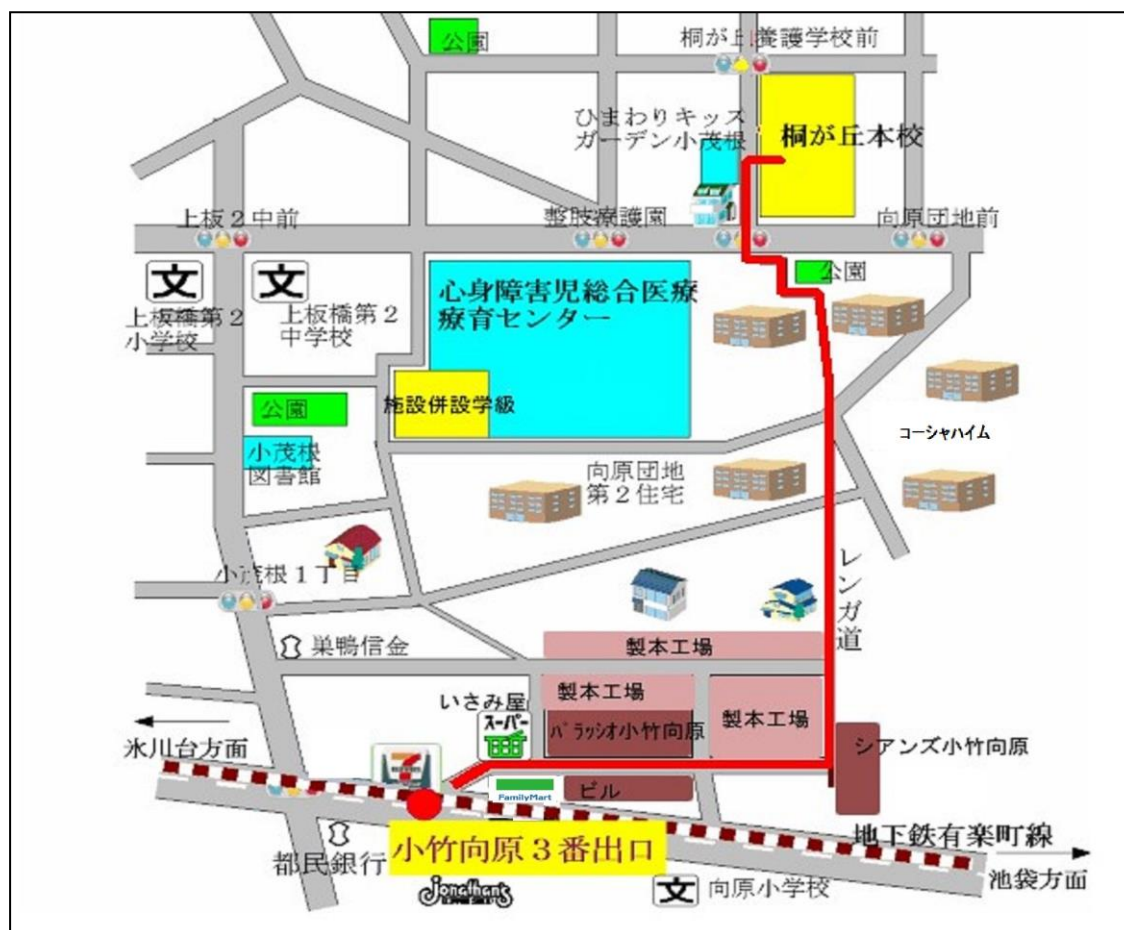 公園
桐が丘養護学校前
ひまわりキッズ
ガーデン小茂根
桐が丘本校
上板2中前
整肢療護園
向原団地前
文
文
心身障害児総合医療
療育センター
公園
上板橋第2
小学校
上板橋第2
中学校
施設併設学級
公園
コーシャハイム
小茂根
図書館
向原団地
第2住宅
レンガ道
小茂根1丁目
巣鴨信金
製本工場
いさみ屋
製本工場
スーパー
パラッシオ小竹向原
製本工場
シアンズ小竹向原
氷川台方面
7
FamilyMart
ビル
小竹向原3番出口
地下鉄有楽町線
都民銀行
Jonathan's
文
向原小学校
池袋方面